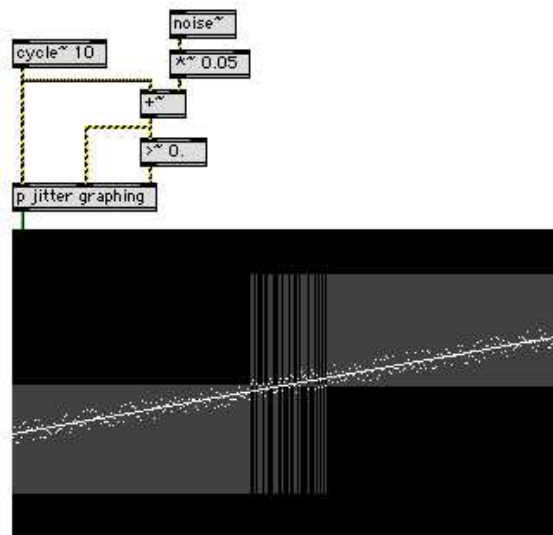 noise~
cycle~ 10
*~ 0.05
+~
>~ 0.
p jitter graphing